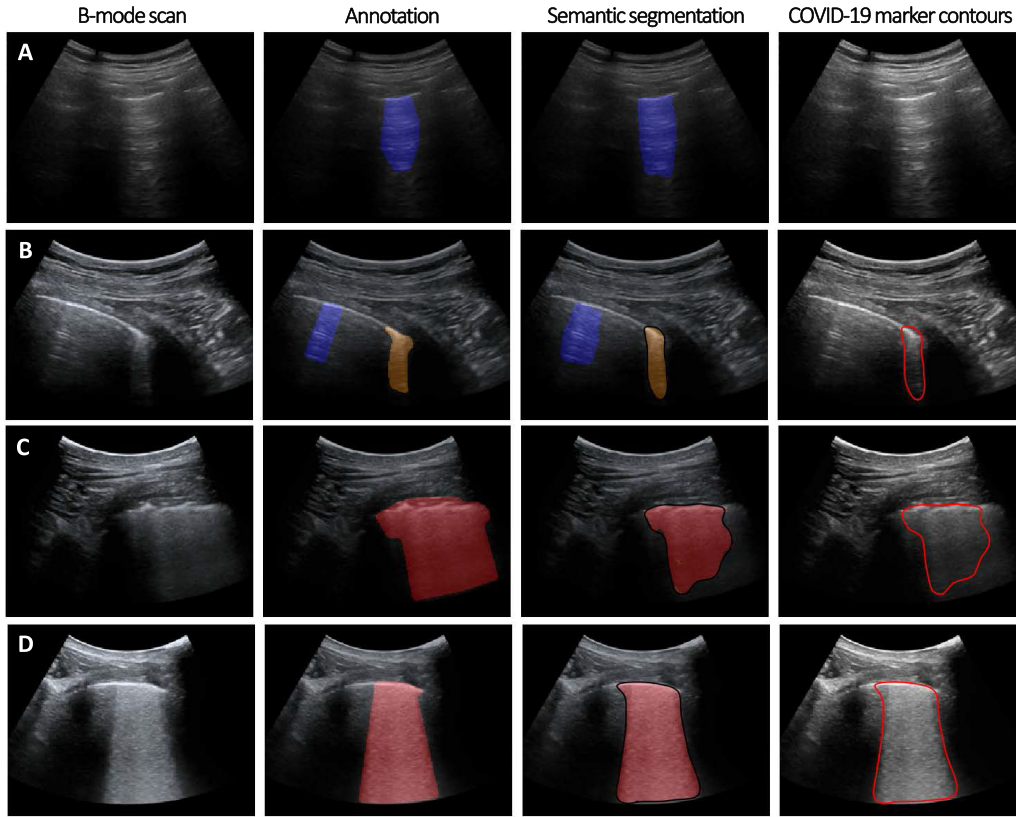 B-mode scan
Annotation
Semantic segmentation
COVID-19 marker contours
A
B
C
D